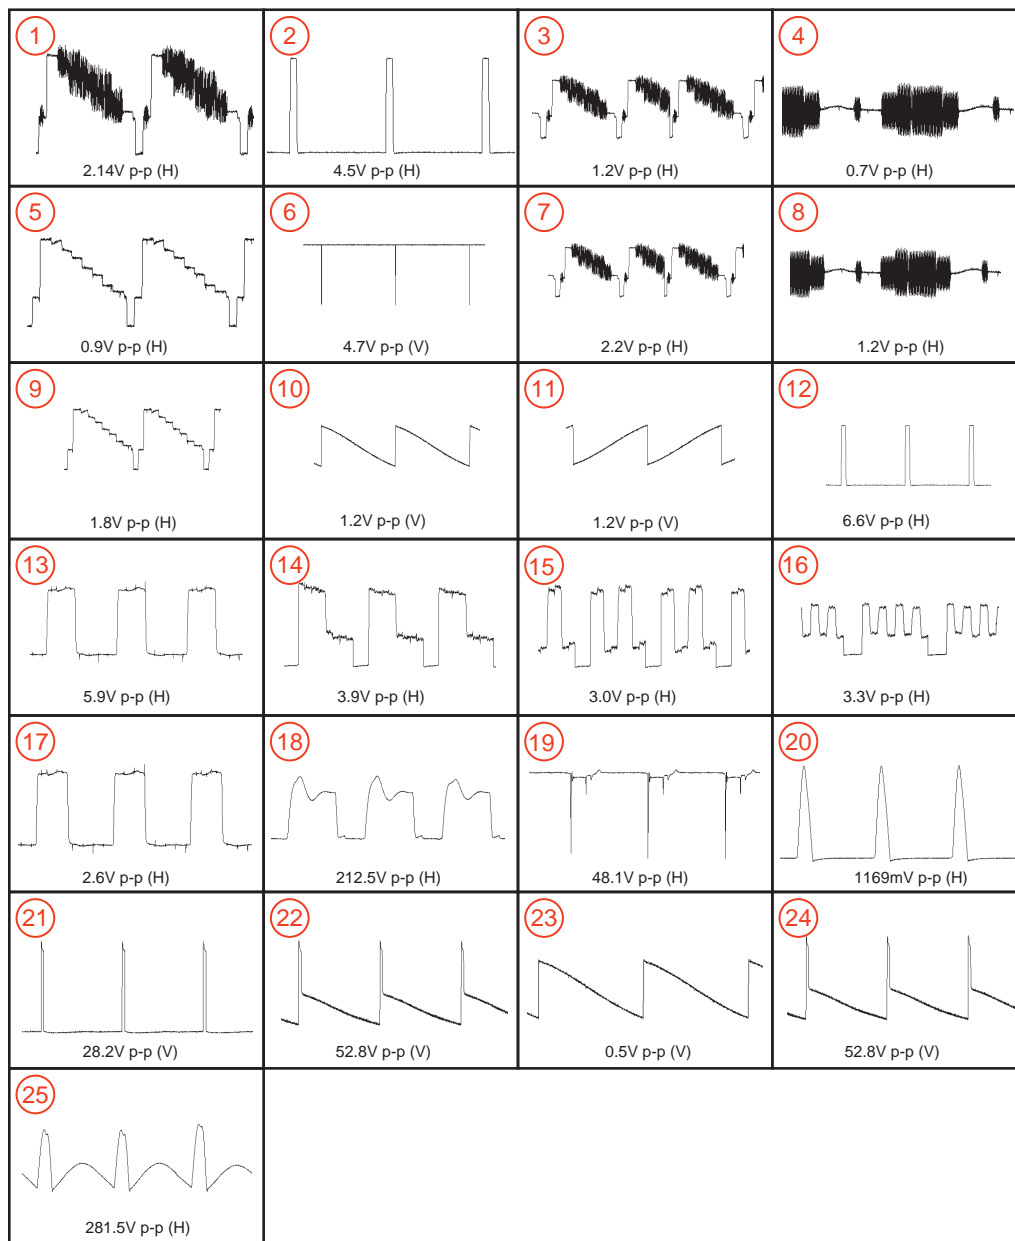 1
2.14V p-p (H)
2
4.5V p-p (H)
3
1.2V p-p (H)
4
0.7V p-p (H)
5
0.9V p-p (H)
6
4.7V p-p (V)
7
2.2V p-p (H)
8
1.2V p-p (H)
9
1.8V p-p (H)
10
1.2V p-p (V)
11
1.2V p-p (V)
12
6.6V p-p (H)
13
5.9V p-p (H)
14
3.9V p-p (H)
15
3.0V p-p (H)
16
3.3V p-p (H)
17
2.6V p-p (H)
18
212.5V p-p (H)
19
48.1V p-p (H)
20
1169mV p-p (H)
21
28.2V p-p (V)
22
52.8V p-p (V)
23
0.5V p-p (V)
24
52.8V p-p (V)
25
281.5V p-p (H)